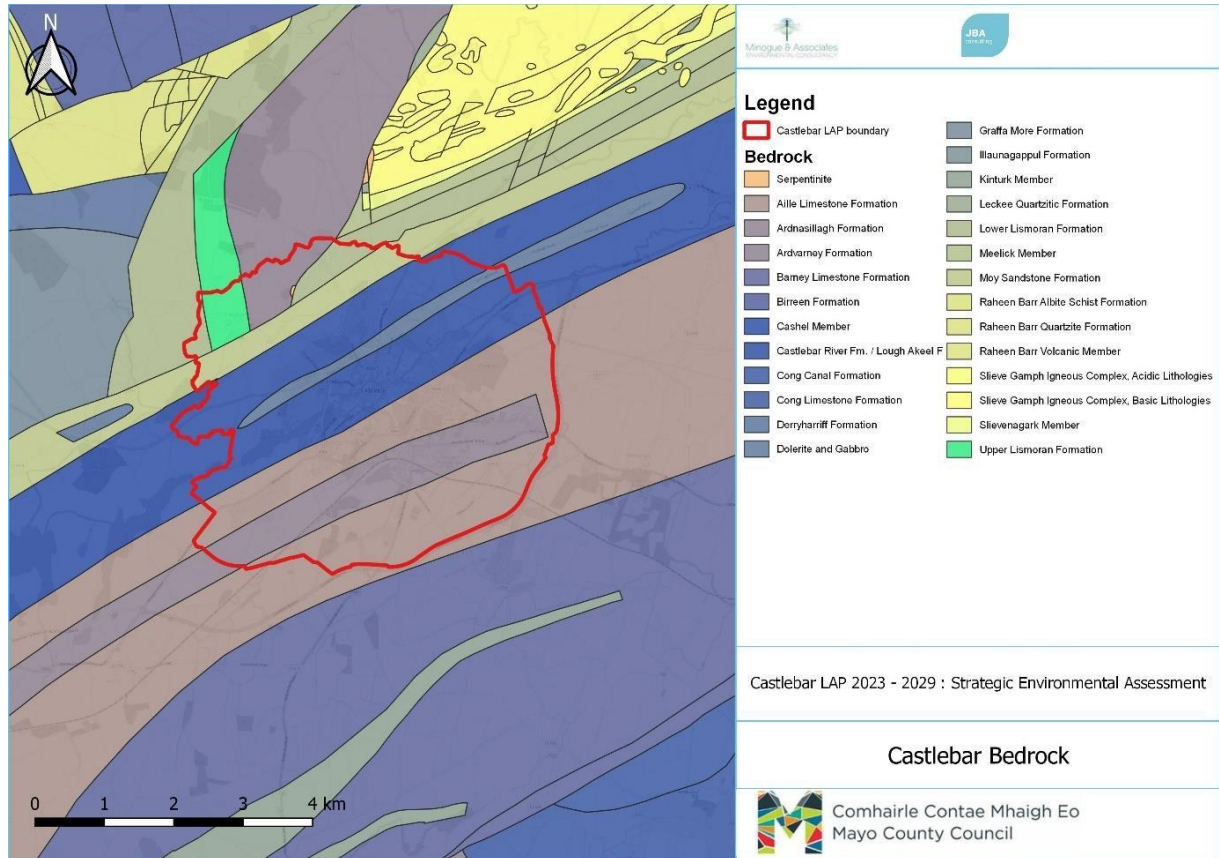 N
0 1 2 3 4 km
Minogue & Associates
ENVIRONMENTAL CONSULTANCY
JBA
consulting
Legend
Castlebar LAP boundary
Bedrock
Serpentinite
Aille Limestone Formation
Ardnasillagh Formation
Ardvarney Formation
Barney Limestone Formation
Birreen Formation
Cashel Member
Castlebar River Fm. / Lough Akeel F
Cong Canal Formation
Cong Limestone Formation
Derryharriff Formation
Dolerite and Gabbro
Graffa More Formation
Illaunagappul Formation
Kinturk Member
Leckee Quartzitic Formation
Lower Lismoran Formation
Meelick Member
Moy Sandstone Formation
Raheen Barr Albite Schist Formation
Raheen Barr Quartzite Formation
Raheen Barr Volcanic Member
Slieve Gamph Igneous Complex, Acidic Lithologies
Slieve Gamph Igneous Complex, Basic Lithologies
Slievenagark Member
Upper Lismoran Formation
Castlebar LAP 2023 - 2029 : Strategic Environmental Assessment
Castlebar Bedrock
Comhairle Contae Mhaigh Eo
Mayo County Council